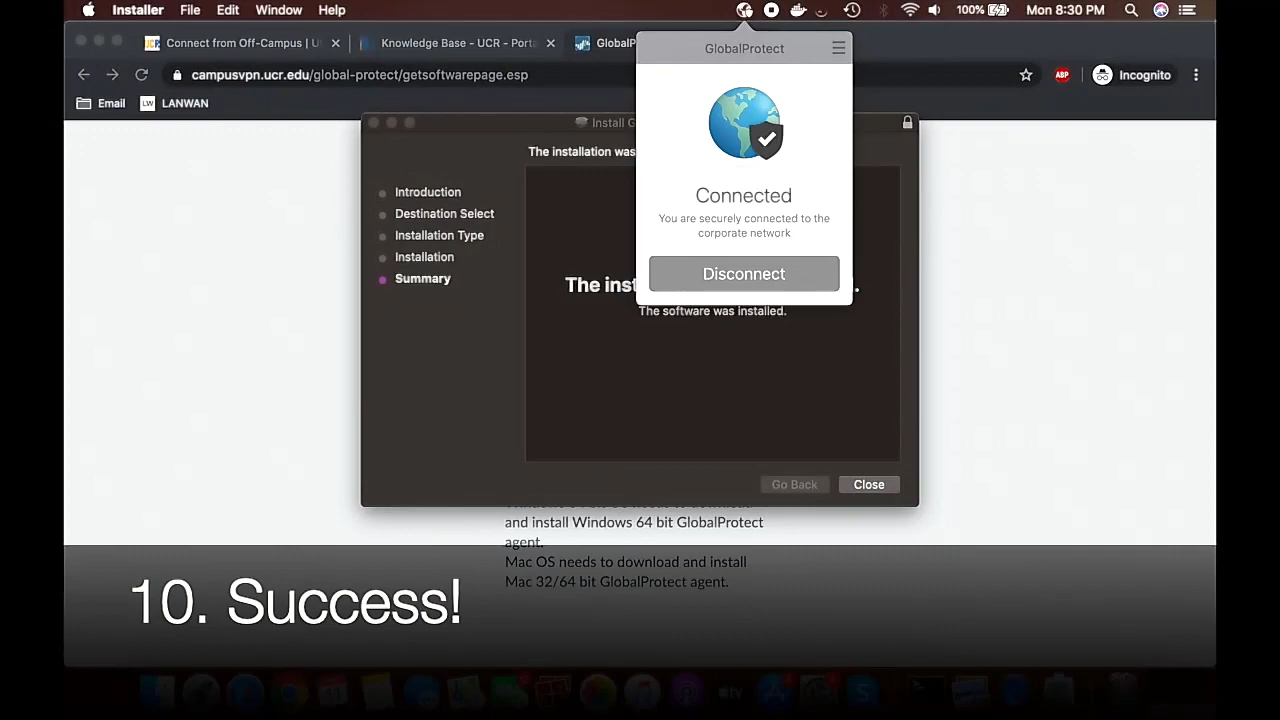 Installer File Edit Window Help 100% Mon 8:30 PM
Connect from Off-Campus | U
Knowledge Base - UCR - Porta
GlobalP
campusvpn.ucr.edu/global-protect/getsoftwarepage.esp
ABP
Incognito
Email
LW LANWAN
GlobalProtect
Connected
You are securely connected to the
corporate network
Disconnect
Install G
The installation was
Introduction
Destination Select
Installation Type
Installation
Summary
The inst
.
The software was installed.
Go Back
Close
and install Windows 64 bit GlobalProtect
agent.
Mac OS needs to download and install
Mac 32/64 bit GlobalProtect agent.
10. Success!